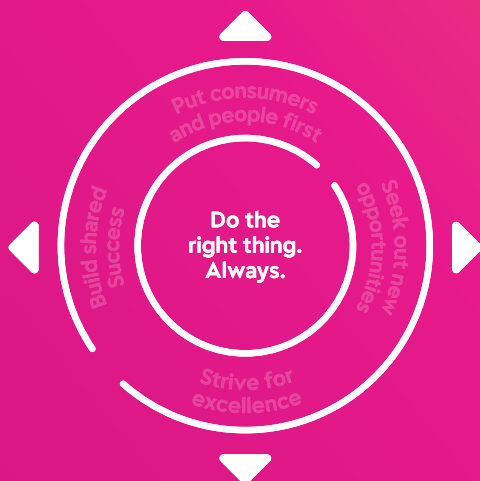 Put consumers
and people first
Seek out new
opportunities
Do the
right thing.
Always.
Build shared
Success
Strive for
excellence